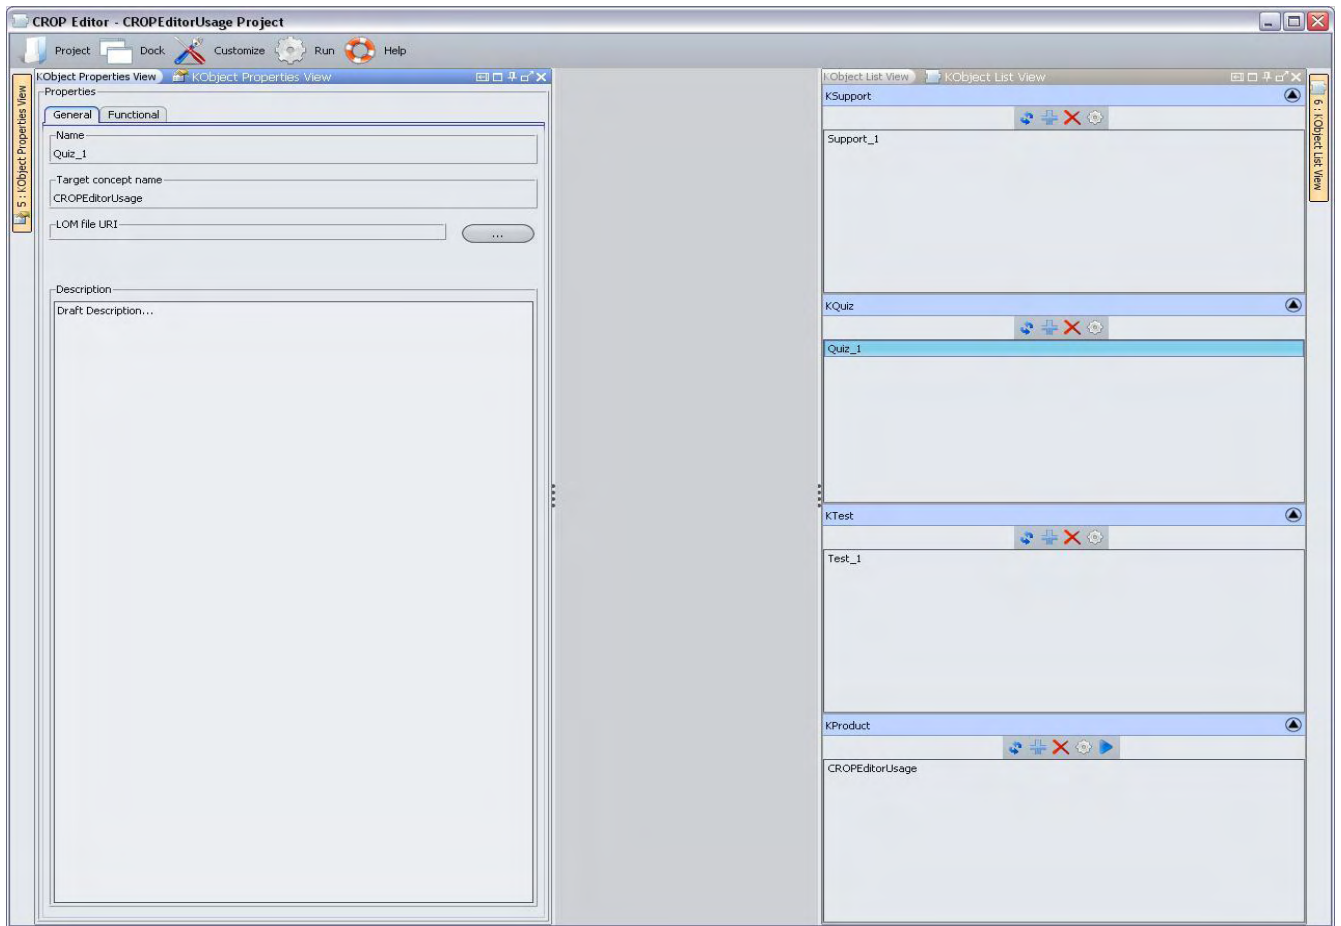 CROP Editor - CROPEditorUsage Project
Project Dock Customize Run Help
5 : KObject Properties View
KObject Properties View KObject Properties View
Properties
General Functional
Name
Quiz_1
Target concept name
CROPEditorUsage
LOM file URI
...
Description
Draft Description...
KObject List View KObject List View
KSupport
Support_1
KQuiz
Quiz_1
KTest
Test_1
KProduct
CROPEditorUsage
6 : KObject List View